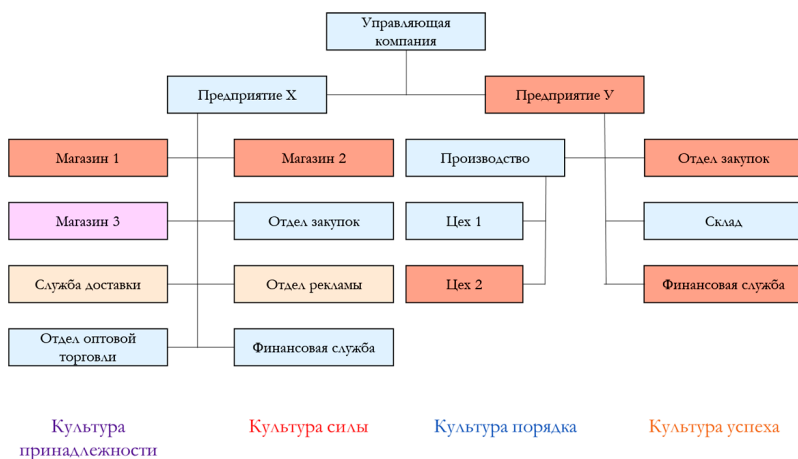 Управляющая
компания
Предприятие Х
Предприятие У
Магазин 1
Магазин 2
Производство
Отдел закупок
Магазин 3
Отдел закупок
Цех 1
Склад
Служба доставки
Отдел рекламы
Цех 2
Финансовая служба
Отдел оптовой
торговли
Финансовая служба
Культура
принадлежности
Культура силы
Культура порядка
Культура успеха